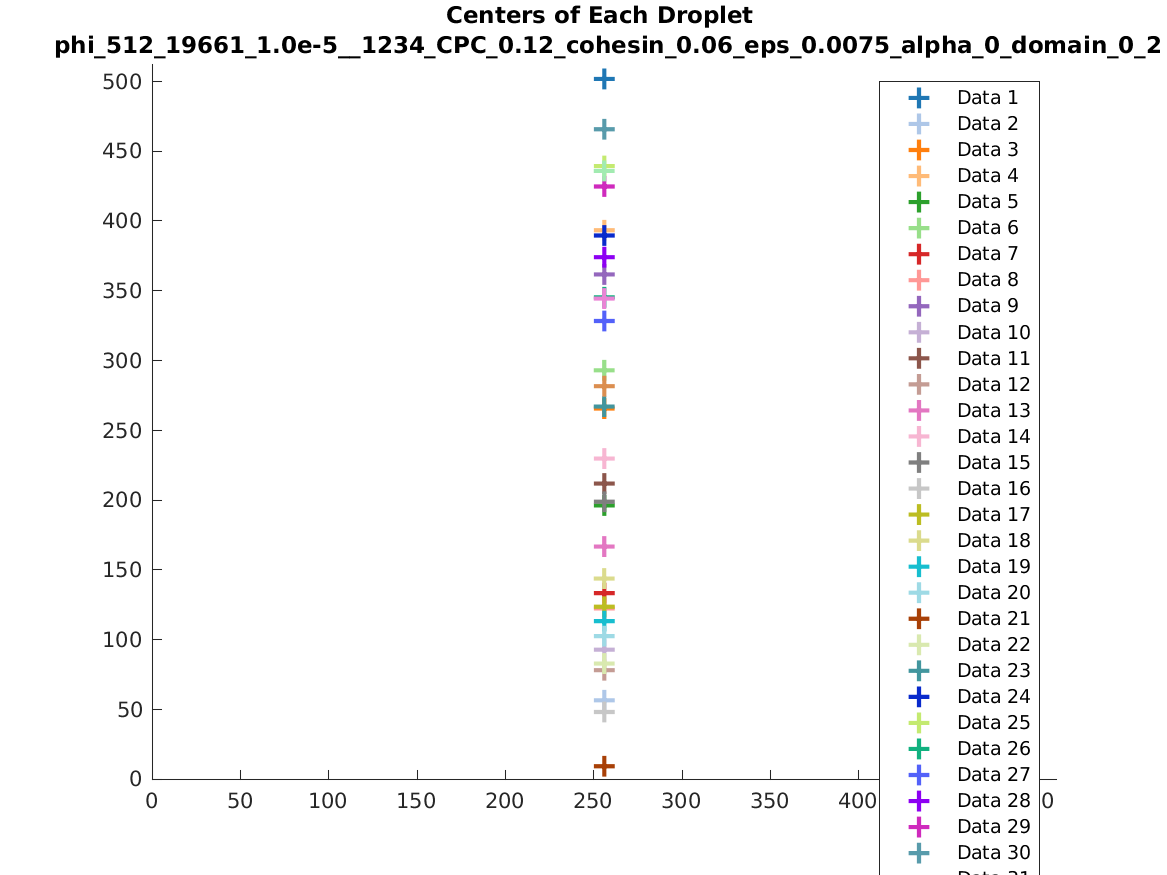 Centers of Each Droplet
phi_512_19661_1.0e-5__1234_CPC_0.12_cohesin_0.06_eps_0.0075_alpha_0_domain_0_2
500
450
400
350
300
250
200
150
100
50
0
0 50 100 150 200 250 300 350 400 0
Data 1
Data 2
Data 3
Data 4
Data 5
Data 6
Data 7
Data 8
Data 9
Data 10
Data 11
Data 12
Data 13
Data 14
Data 15
Data 16
Data 17
Data 18
Data 19
Data 20
Data 21
Data 22
Data 23
Data 24
Data 25
Data 26
Data 27
Data 28
Data 29
Data 30